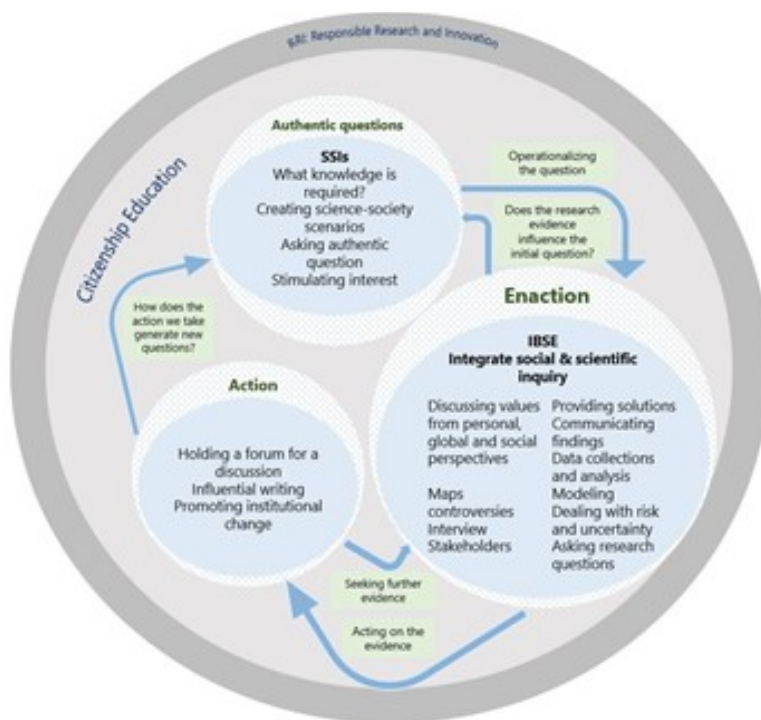 RRI: Responsible Research and Innovation
Citizenship Education
Authentic questions
SSIs
What knowledge is
required?
Creating science-society
scenarios
Asking authentic
question
Stimulating interest
Operationalizing
the question
Does the research
evidence
influence the
initial question?
How does the
action we take
generate new
questions?
Enaction
IBSE
Integrate social & scientific
inquiry
Discussing values
from personal,
global and social
perspectives
Maps
controversies
Interview
Stakeholders
Providing solutions
Communicating
findings
Data collections
and analysis
Modeling
Dealing with risk
and uncertainty
Asking research
questions
Action
Holding a forum for a
discussion
Influential writing
Promoting institutional
change
Seeking further
evidence
Acting on the
evidence